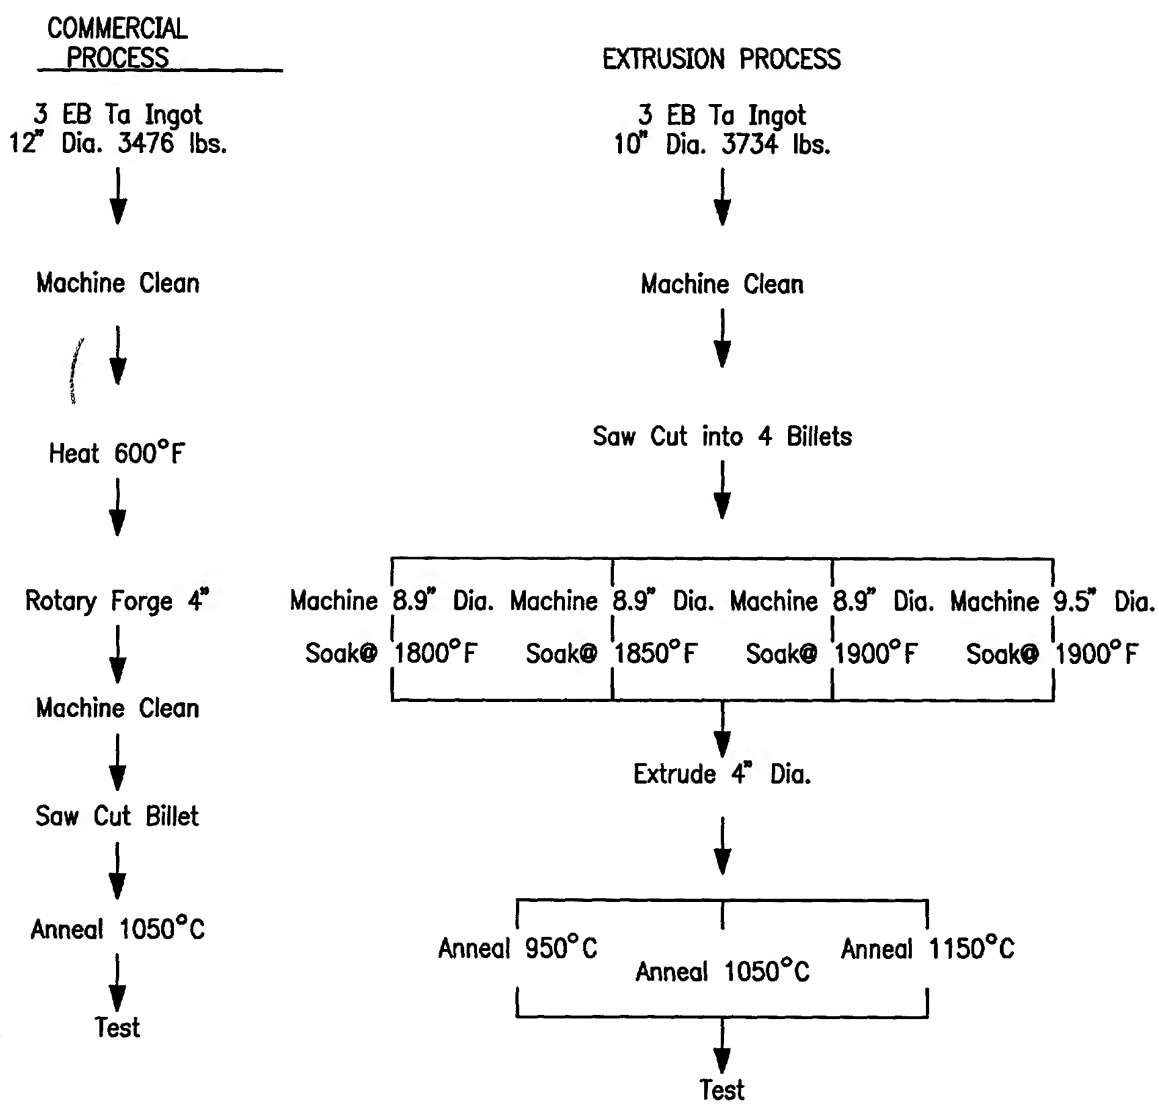 COMMERCIAL
PROCESS
3 EB Ta Ingot
12" Dia. 3476 lbs.
Machine Clean
Heat 600°F
Rotary Forge 4"
Machine Clean
Saw Cut Billet
Anneal 1050°C
Test
EXTRUSION PROCESS
3 EB Ta Ingot
10" Dia. 3734 lbs.
Machine Clean
Saw Cut into 4 Billets
Machine 8.9" Dia. Machine 8.9" Dia. Machine 8.9" Dia. Machine 9.5" Dia.
Soak@ 1800°F Soak@ 1850°F Soak@ 1900°F Soak@ 1900°F
Extrude 4" Dia.
Anneal 950°C
Anneal 1050°C
Anneal 1150°C
Test